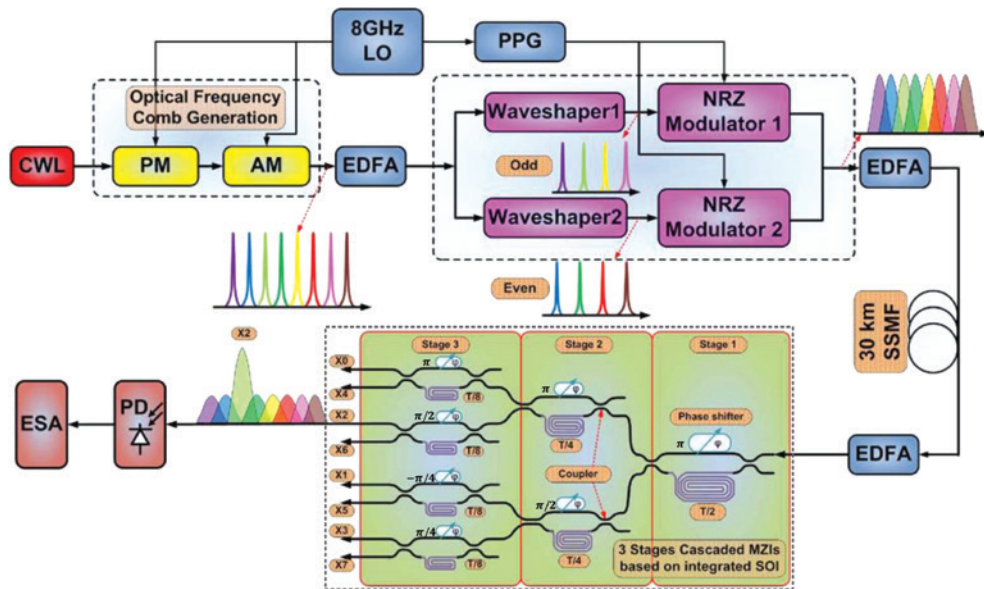 8GHz
LO
PPG
Optical Frequency
Comb Generation
CWL
PM
AM
EDFA
Waveshaper1
NRZ
Modulator 1
Odd
Waveshaper2
NRZ
Modulator 2
EDFA
Even
30 km
SSMF
X2
Stage 3
Stage 2
Stage 1
X0
π
φ
X4
T/8
π
φ
X2
π/2
φ
T/4
Phase shifter
π
φ
X6
T/8
ESA
PD
EDFA
X1
−π/4
φ
Coupler
T/2
X5
T/8
π/2
φ
X3
π/4
φ
T/4
3 Stages Cascaded MZIs
based on integrated SOI
X7
T/8